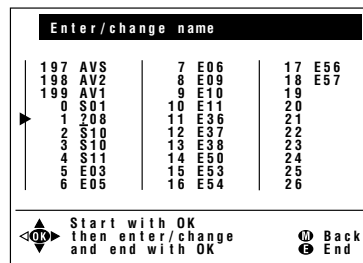 Enter/change name
197 AVS 7 E06 17 E56
198 AV2 8 E09 18 E57
199 AV1 9 E10 19
0 S01 10 E11 20
1 ?08 11 E36 21
2 S10 12 E37 22
3 S10 13 E38 23
4 S11 14 E50 24
5 E03 15 E53 25
6 E05 16 E54 26
Start with OK
OK then enter/change M Back
and end with OK E End